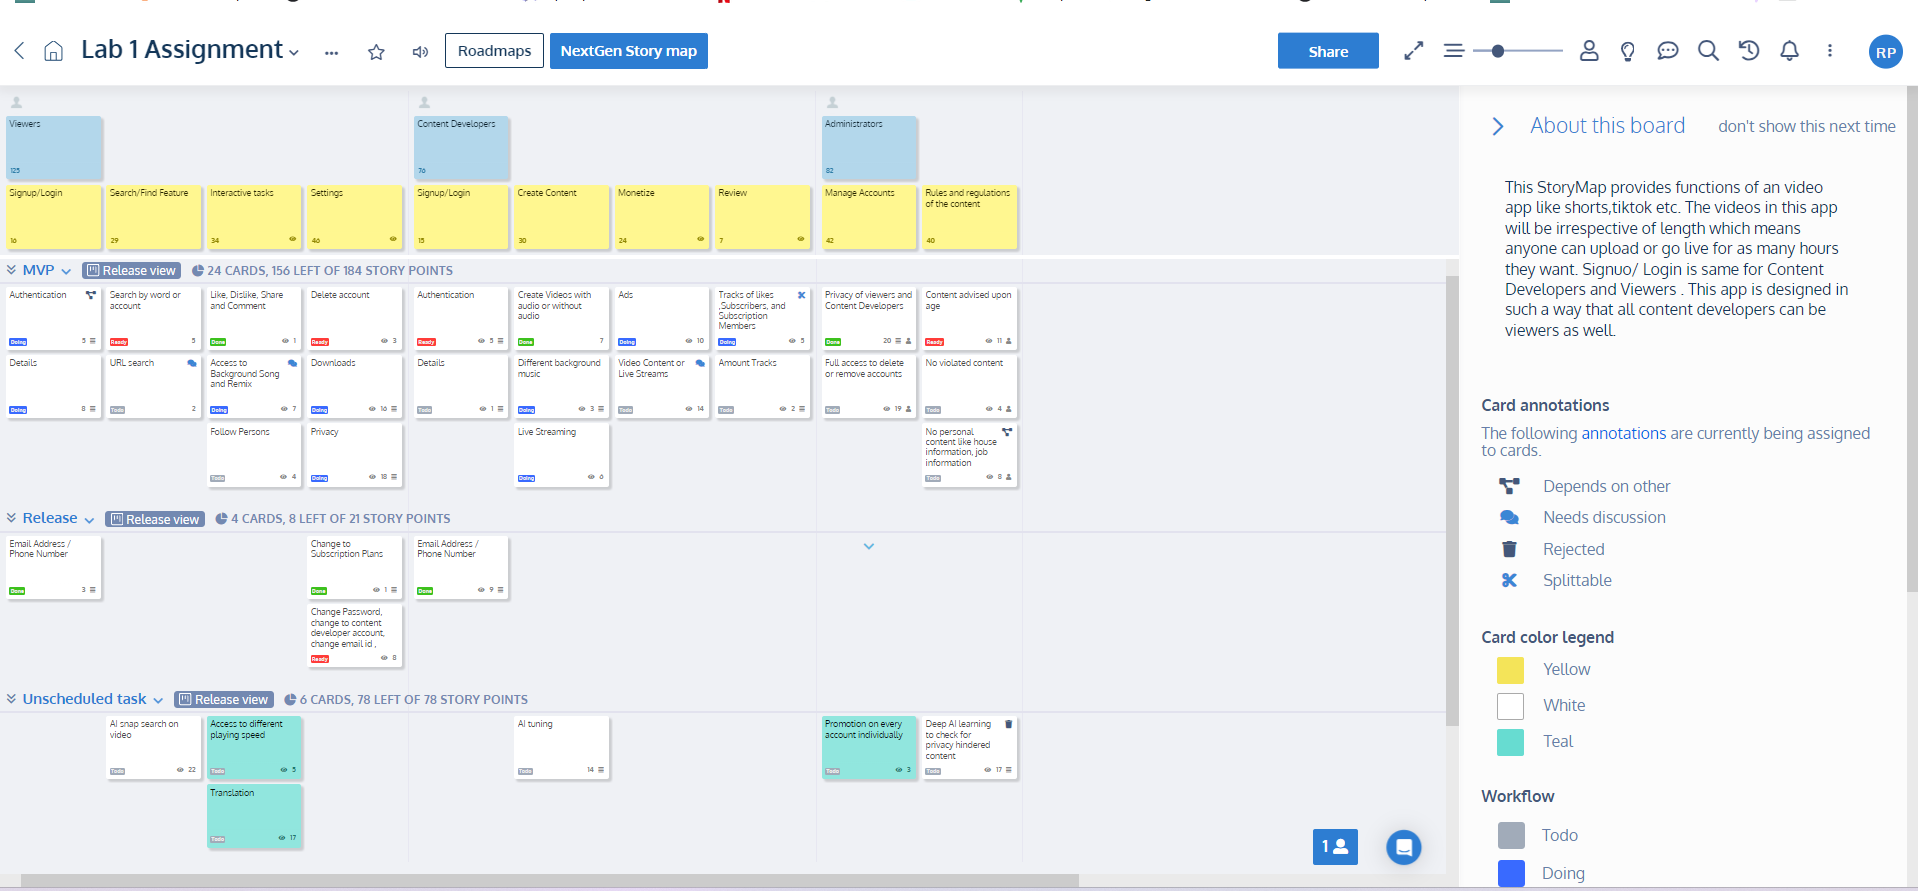 Lab 1 Assignment
Roadmaps
NextGen Story map
Share
RP
Viewers
125
Content Developers
76
Administrators
82
Signup/Login
16
Search/Find Feature
29
Interactive tasks
34
Settings
46
Signup/Login
15
Create Content
30
Monetize
24
Review
7
Manage Accounts
42
Rules and regulations
of the content
40
MVP
Release view
24 CARDS, 156 LEFT OF 184 STORY POINTS
Authentication
Doing
5
Search by word or
account
Ready
5
Like, Dislike, Share
and Comment
Done
1
Delete account
Ready
3
Authentication
Ready
5
Create Videos with
audio or without
audio
Done
7
Ads
Doing
10
Tracks of likes
,Subscribers, and
Subscription
Members
Doing
5
Privacy of viewers and
Content Developers
Done
20
Content advised upon
age
Ready
11
Details
Doing
8
URL search
Todo
2
Access to
Background Song
and Remix
Doing
7
Downloads
Doing
16
Details
Todo
1
Different background
music
Doing
3
Video Content or
Live Streams
Todo
14
Amount Tracks
Todo
2
Full access to delete
or remove accounts
Todo
19
No violated content
Todo
4
Follow Persons
Todo
4
Privacy
Doing
18
Live Streaming
Doing
6
No personal
content like house
information, job
information
Todo
8
Release
Release view
4 CARDS, 8 LEFT OF 21 STORY POINTS
Email Address /
Phone Number
Done
3
Change to
Subscription Plans
Done
1
Email Address /
Phone Number
Done
9
Change Password,
change to content
developer account,
change email id ,
Ready
8
Unscheduled task
Release view
6 CARDS, 78 LEFT OF 78 STORY POINTS
AI snap search on
video
Todo
22
Access to different
playing speed
Todo
5
AI tuning
Todo
14
Promotion on every
account individually
Todo
3
Deep AI learning
to check for
privacy hindered
content
Todo
17
Translation
Todo
17
1
About this board
don't show this next time
This StoryMap provides functions of an video
app like shorts,tiktok etc. The videos in this app
will be irrespective of length which means
anyone can upload or go live for as many hours
they want. Signuo/ Login is same for Content
Developers and Viewers . This app is designed in
such a way that all content developers can be
viewers as well.
Card annotations
The following annotations are currently being assigned
to cards.
Depends on other
Needs discussion
Rejected
Splittable
Card color legend
Yellow
White
Teal
Workflow
Todo
Doing